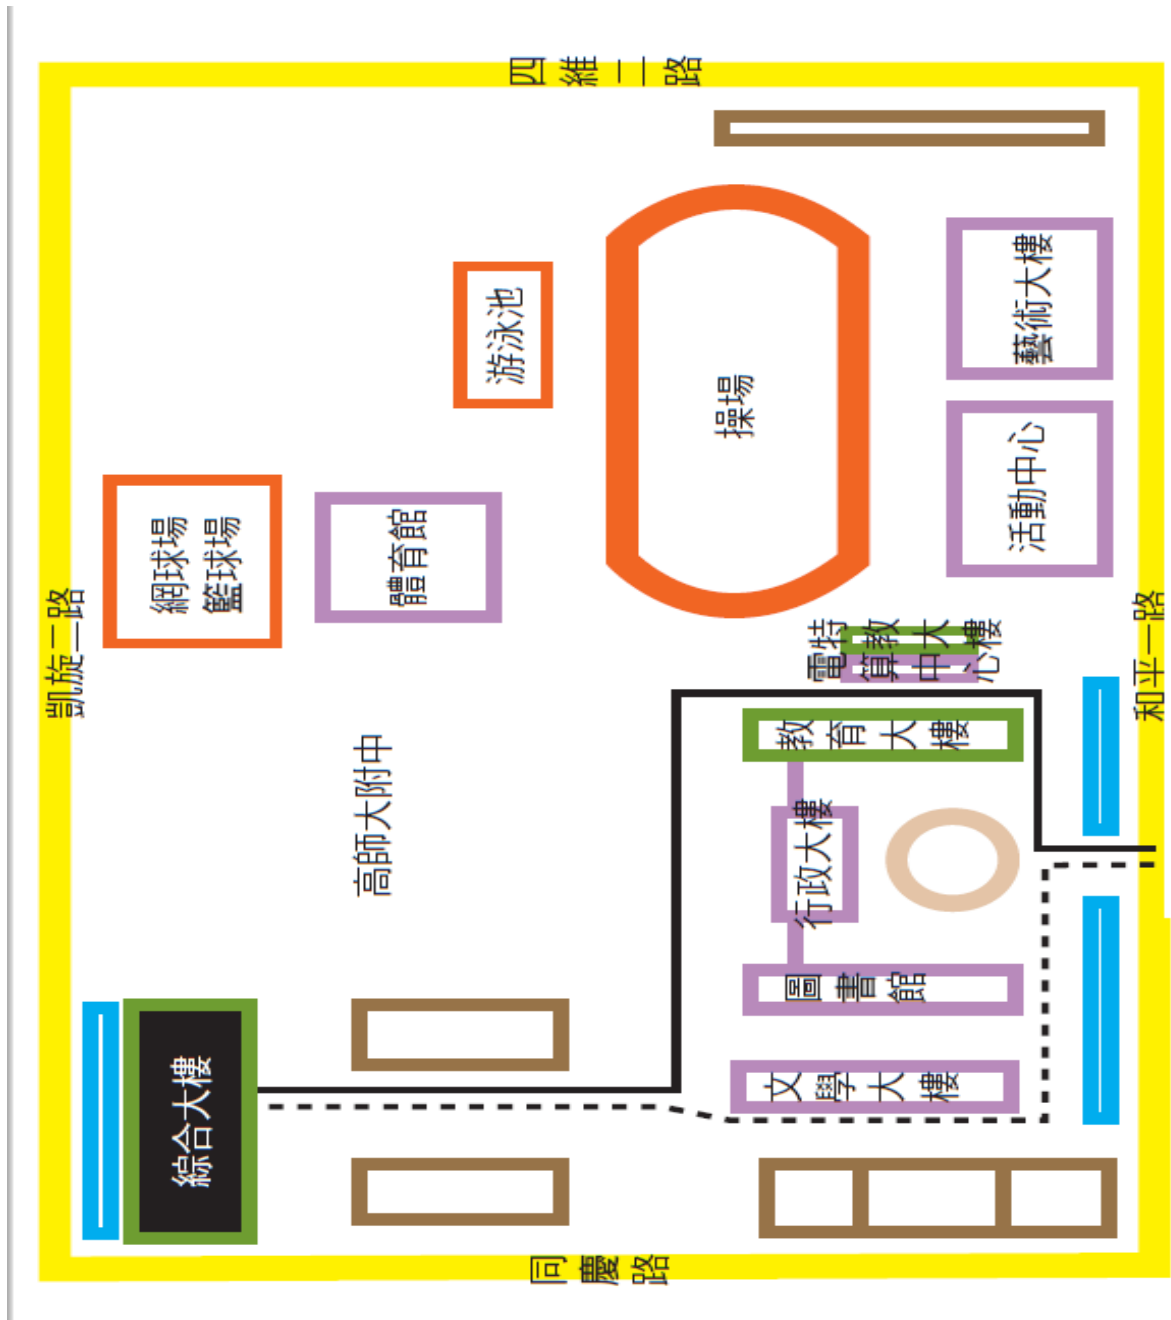 四維二路
藝術大樓
游泳池
操場
活動中心
網球場
籃球場
體育館
凱旋二路
和平一路
特教大樓
電算中心
教育大樓
高師大附中
行政大樓
圖書館
文學大樓
綜合大樓
同慶路